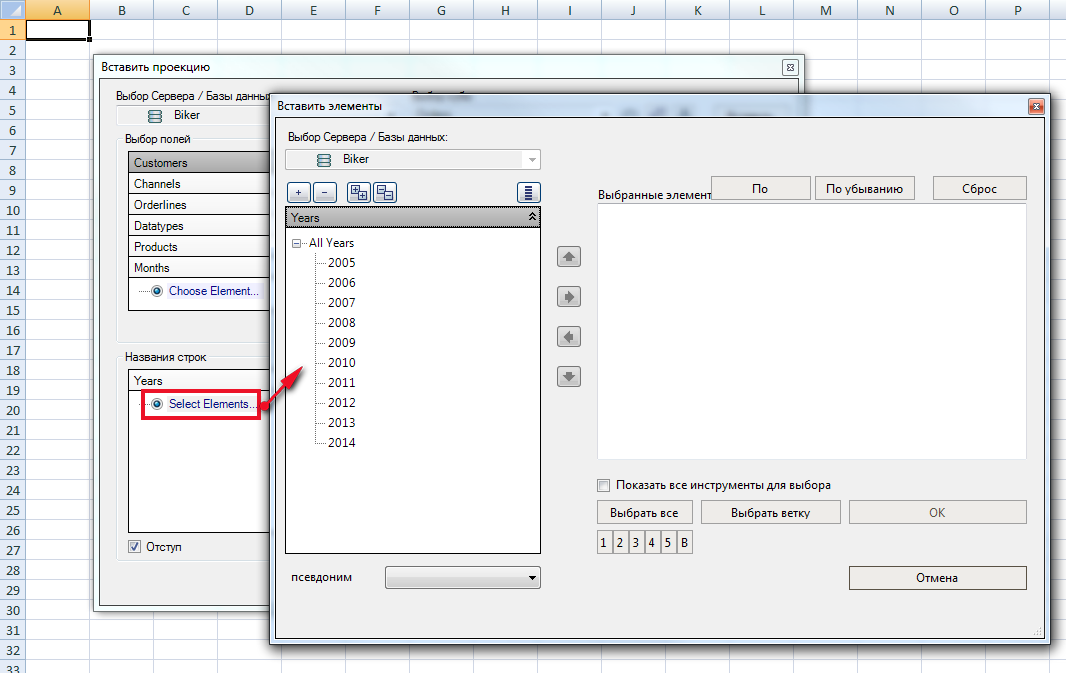 A B C D E F G H I J K L M N O P
1
2
3
4
5
6
7
8
9
10
11
12
13
14
15
16
17
18
19
20
21
22
23
24
25
26
27
28
29
30
31
32
33
Вставить проекцию
Выбор Сервера / Базы данных
Biker
Выбор полей
Customers
Channels
Orderlines
Datatypes
Products
Months
Choose Element...
Названия строк
Years
Select Elements...
Отступ
Вставить элементы
Выбор Сервера / Базы данных:
Biker
+ −
Years
All Years
2005
2006
2007
2008
2009
2010
2011
2012
2013
2014
псевдоним
Выбранные элемент По По убыванию Сброс
Показать все инструменты для выбора
Выбрать все Выбрать ветку OK
1 2 3 4 5 B
Отмена